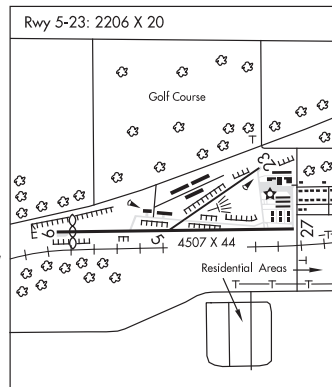 Rwy 5-23: 2206 X 20
Golf Course
T
23
E
9
E
5
4507 X 44
27
T
T
Residential Areas
T
T
T
T
T